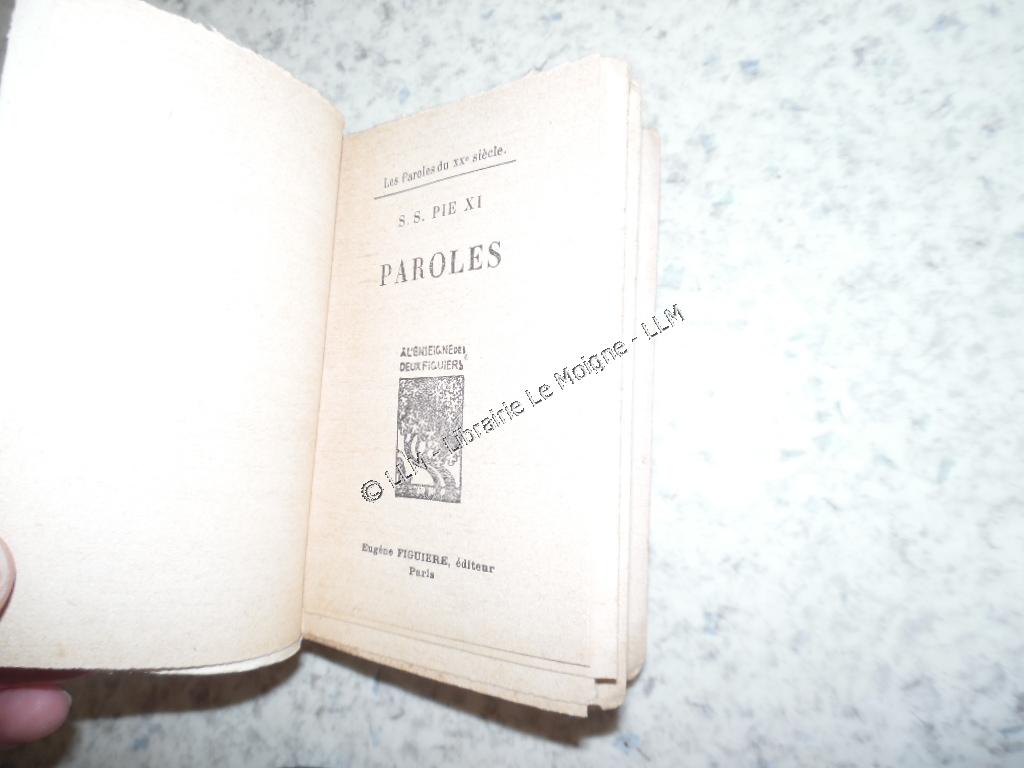 Les Paroles du XXe siècle.
S. S. PIE XI
PAROLES
A L'ENSEIGNE DES
DEUX FIGUIERS
© LLM - Librairie Le Moigne - LLM
Eugène FIGUIERE, éditeur
Paris